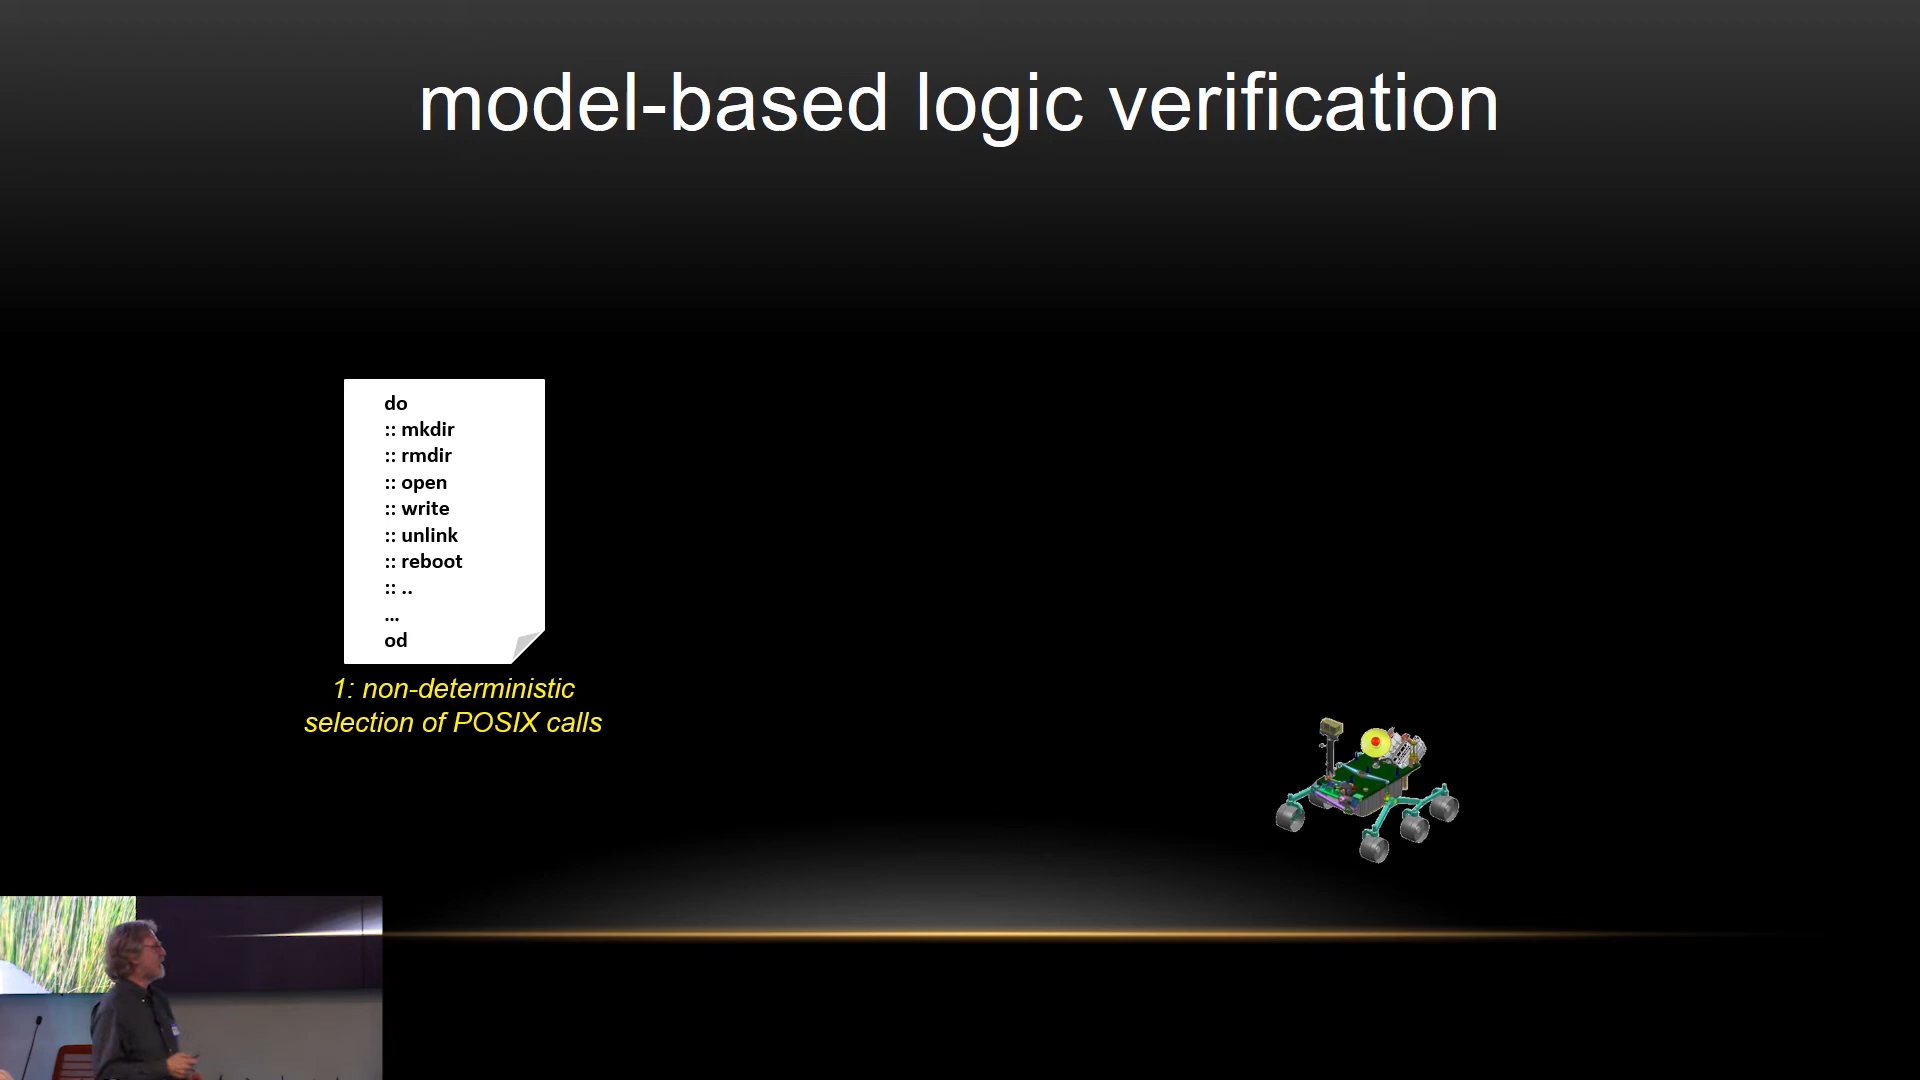 model-based logic verification
do
:: mkdir
:: rmdir
:: open
:: write
:: unlink
:: reboot
:: ..
...
od
1: non-deterministic
selection of POSIX calls